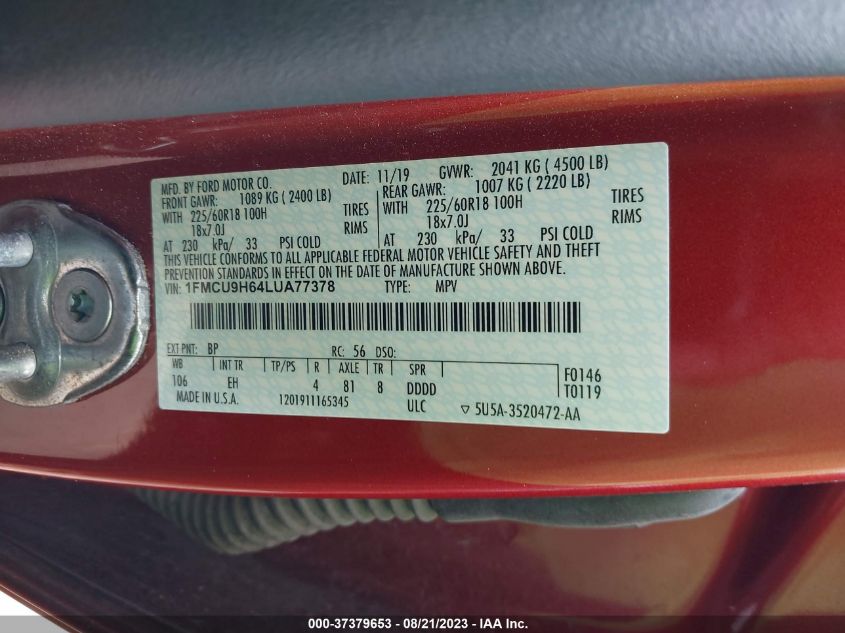 MFD. BY FORD MOTOR CO. DATE: 11/19 GVWR: 2041 KG ( 4500 LB)
FRONT GAWR: 1089 KG ( 2400 LB) REAR GAWR: 1007 KG ( 2220 LB)
WITH 225/60R18 100H TIRES WITH 225/60R18 100H TIRES
18x7.0J RIMS 18x7.0J RIMS
AT 230 kPa/ 33 PSI COLD AT 230 kPa/ 33 PSI COLD
THIS VEHICLE CONFORMS TO ALL APPLICABLE FEDERAL MOTOR VEHICLE SAFETY AND THEFT
PREVENTION STANDARDS IN EFFECT ON THE DATE OF MANUFACTURE SHOWN ABOVE.
VIN: 1FMCU9H64LUA77378 TYPE: MPV
EXT PNT: BP RC: 56 DSO:
WB INT TR TP/PS R AXLE TR SPR F0146
106 EH 4 81 8 DDDD T0119
MADE IN U.S.A. 1201911165345 ULC ▽ 5U5A-3520472-AA
000-37379653 - 08/21/2023 - 1US - IAA Inc.